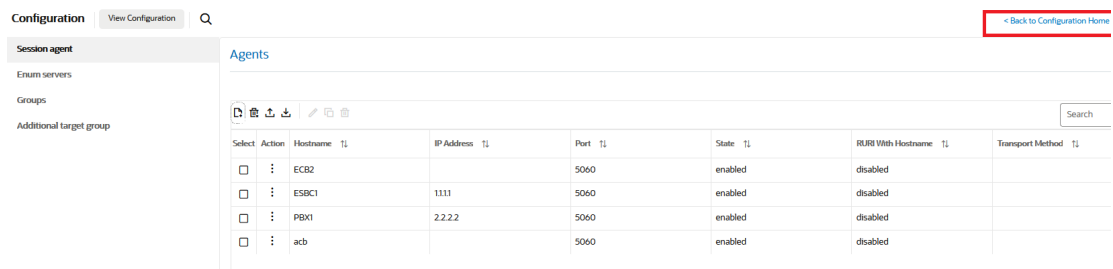 Configuration View Configuration < Back to Configuration Home
Session agent
Enum servers
Groups
Additional target group
Agents
Search
Select Action Hostname IP Address Port State RURI With Hostname Transport Method
ECB2 5060 enabled disabled
ESBC1 1.1.1.1 5060 enabled disabled
PBX1 2.2.2.2 5060 enabled disabled
acb 5060 enabled disabled